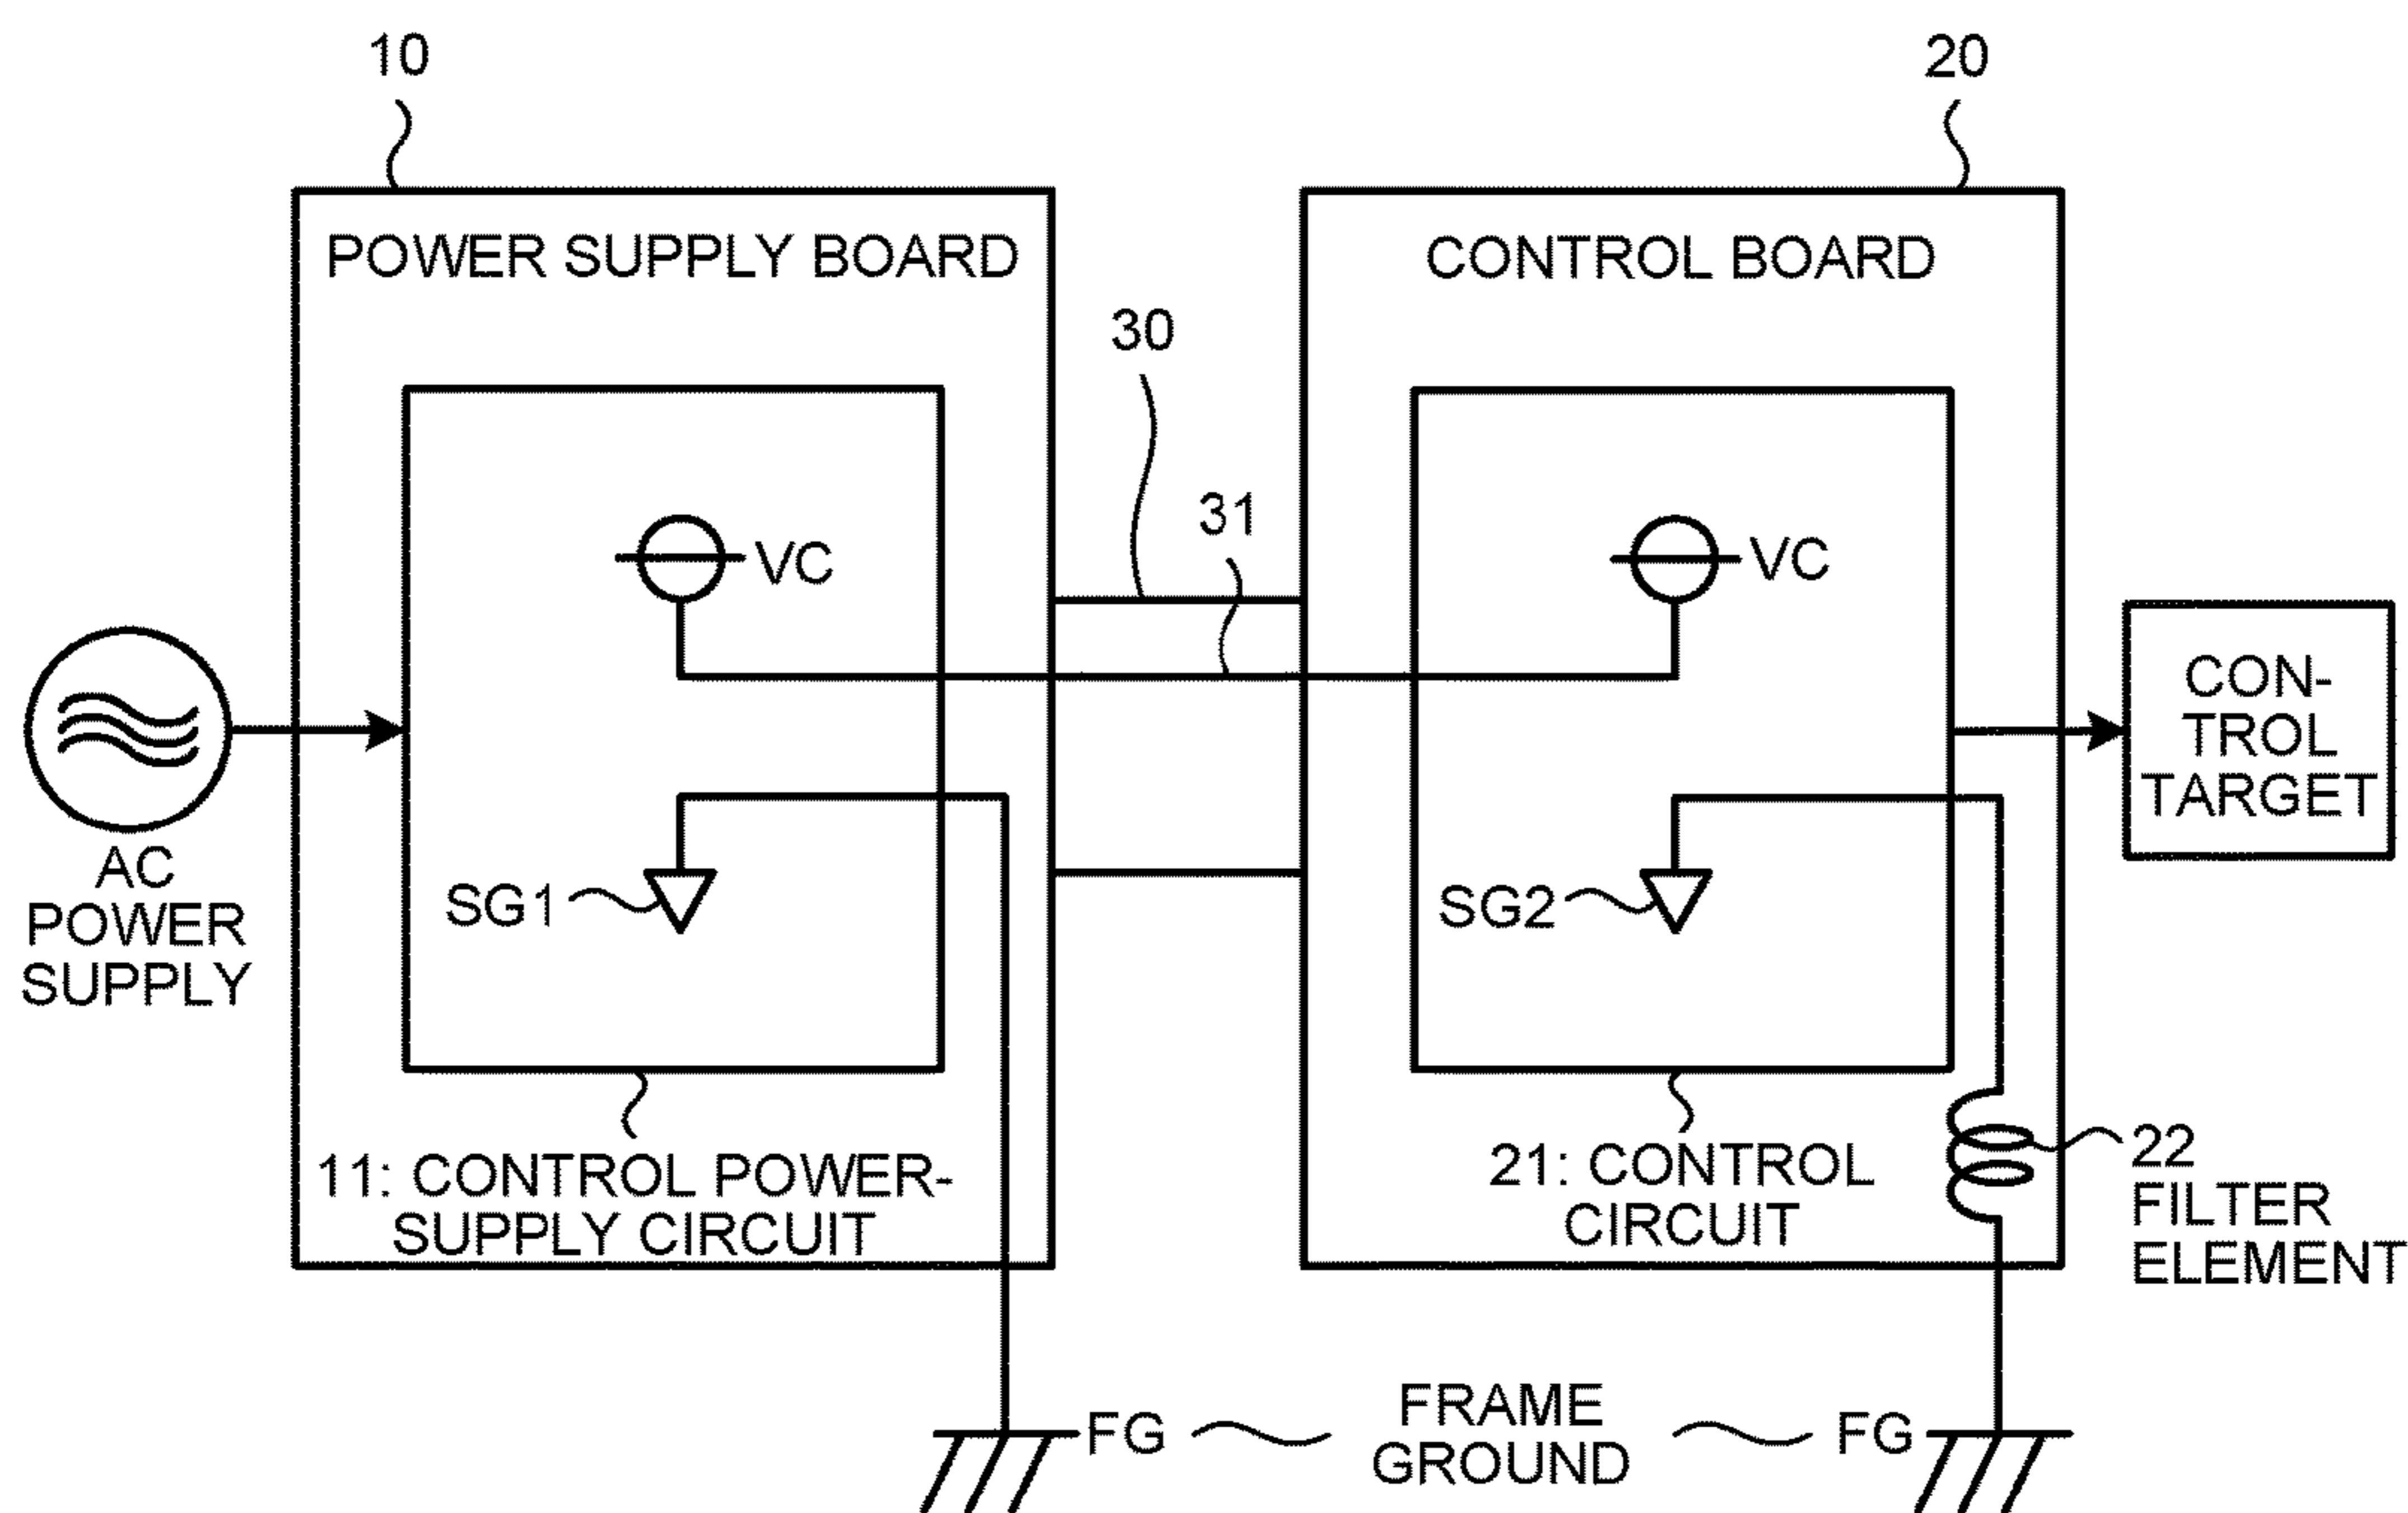 10
20
POWER SUPPLY BOARD
CONTROL BOARD
30
31
VC
VC
CON-
TROL
TARGET
AC
POWER
SUPPLY
SG1
SG2
11: CONTROL POWER-
SUPPLY CIRCUIT
21: CONTROL
CIRCUIT
22
FILTER
ELEMENT
FG
FRAME
GROUND
FG